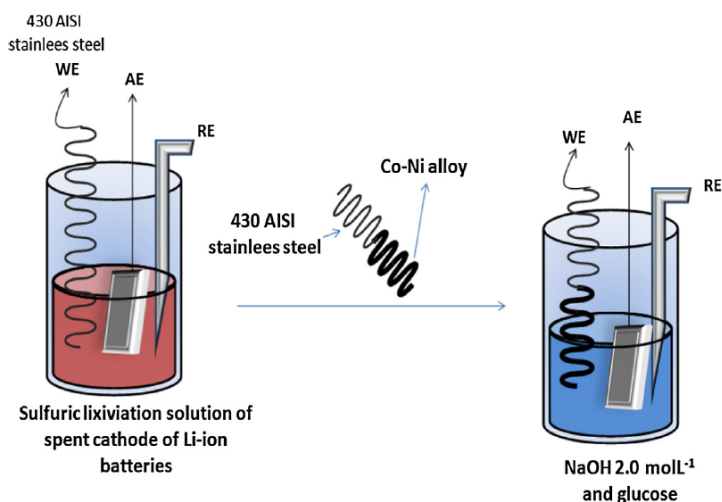 430 AISI
stainlees steel
WE
AE
RE
Sulfuric lixiviation solution of
spent cathode of Li-ion
batteries
Co-Ni alloy
430 AISI
stainlees steel
WE
AE
RE
NaOH 2.0 molL⁻¹
and glucose